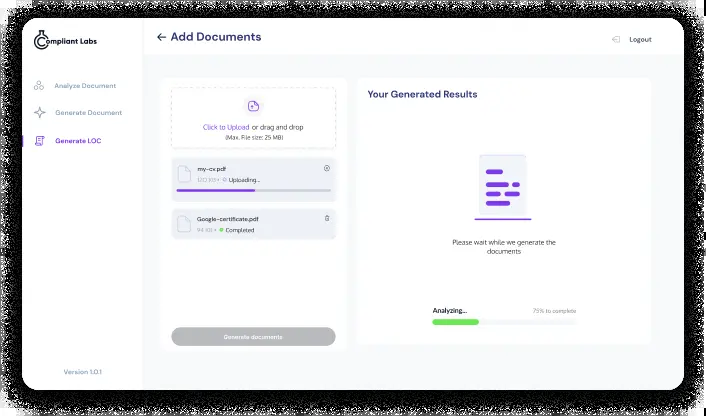 Compliant Labs
Add Documents
Logout
Analyze Document
Generate Document
Generate LOC
Click to Upload or drag and drop
(Max. File size: 25 MB)
my-cv.pdf
120 KB • Uploading...
Google-certificate.pdf
94 KB • Completed
Generate documents
Your Generated Results
Please wait while we generate the
documents
Analyzing...
75% to complete
Version 1.0.1